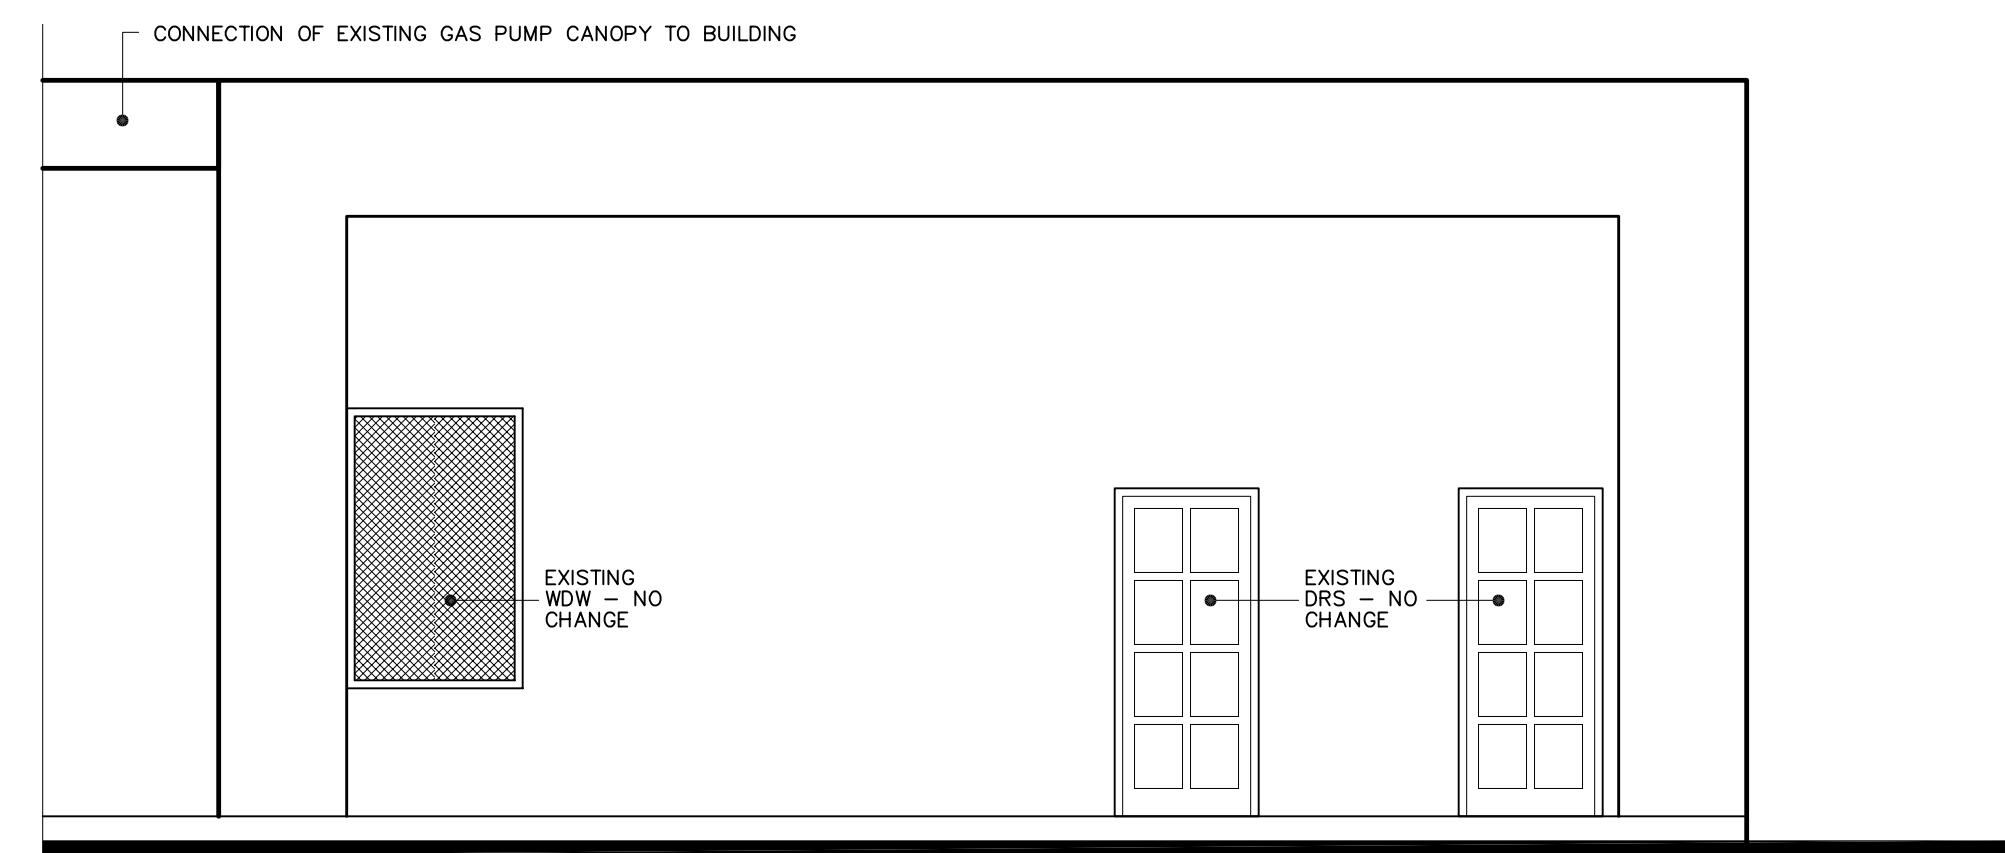 CONNECTION OF EXISTING GAS PUMP CANOPY TO BUILDING
EXISTING
WDW – NO
CHANGE
EXISTING
DRS – NO
CHANGE